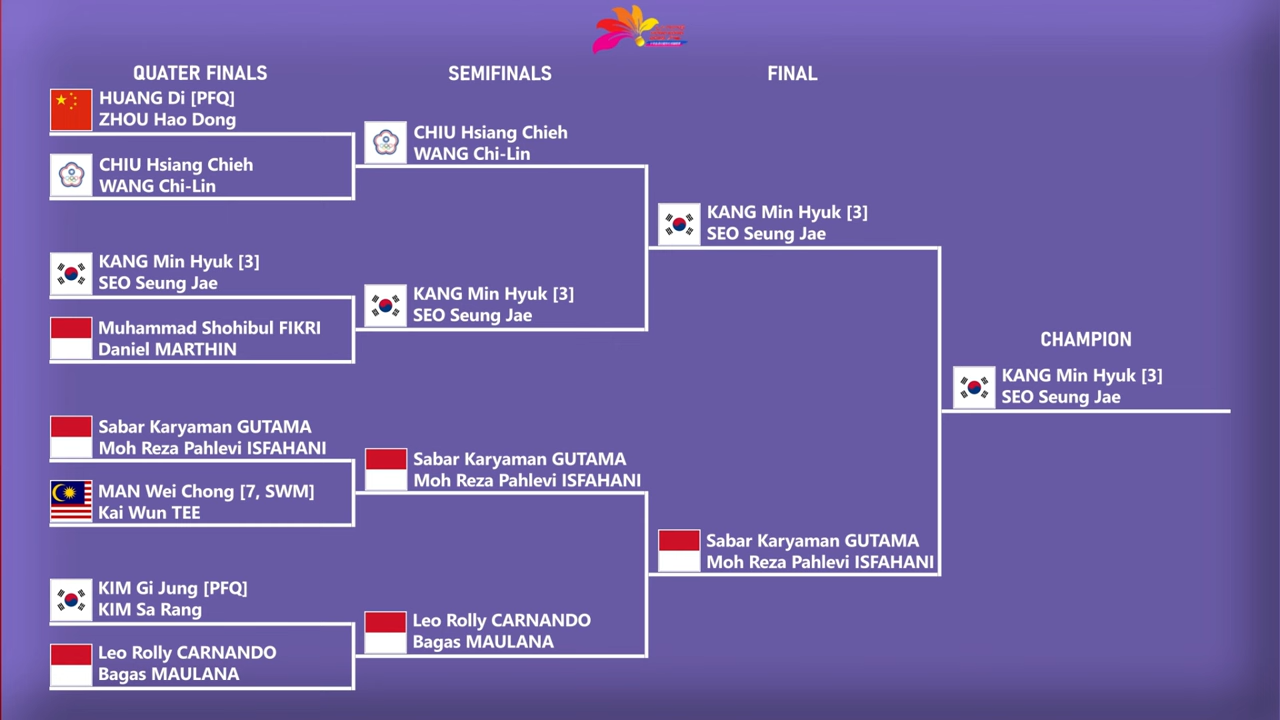 QUATER FINALS
HUANG Di [PFQ]
ZHOU Hao Dong
CHIU Hsiang Chieh
WANG Chi-Lin
KANG Min Hyuk [3]
SEO Seung Jae
Muhammad Shohibul FIKRI
Daniel MARTHIN
Sabar Karyaman GUTAMA
Moh Reza Pahlevi ISFAHANI
MAN Wei Chong [7, SWM]
Kai Wun TEE
KIM Gi Jung [PFQ]
KIM Sa Rang
Leo Rolly CARNANDO
Bagas MAULANA
SEMIFINALS
CHIU Hsiang Chieh
WANG Chi-Lin
KANG Min Hyuk [3]
SEO Seung Jae
Sabar Karyaman GUTAMA
Moh Reza Pahlevi ISFAHANI
Leo Rolly CARNANDO
Bagas MAULANA
FINAL
KANG Min Hyuk [3]
SEO Seung Jae
Sabar Karyaman GUTAMA
Moh Reza Pahlevi ISFAHANI
CHAMPION
KANG Min Hyuk [3]
SEO Seung Jae